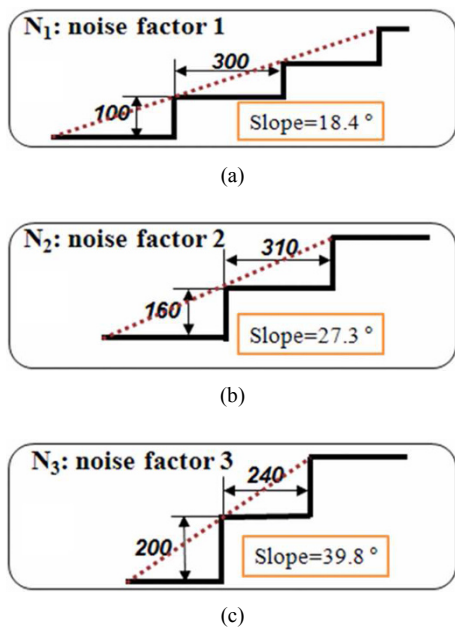 N1: noise factor 1
300
100
Slope=18.4 °
(a)
N2: noise factor 2
310
160
Slope=27.3 °
(b)
N3: noise factor 3
240
200
Slope=39.8 °
(c)